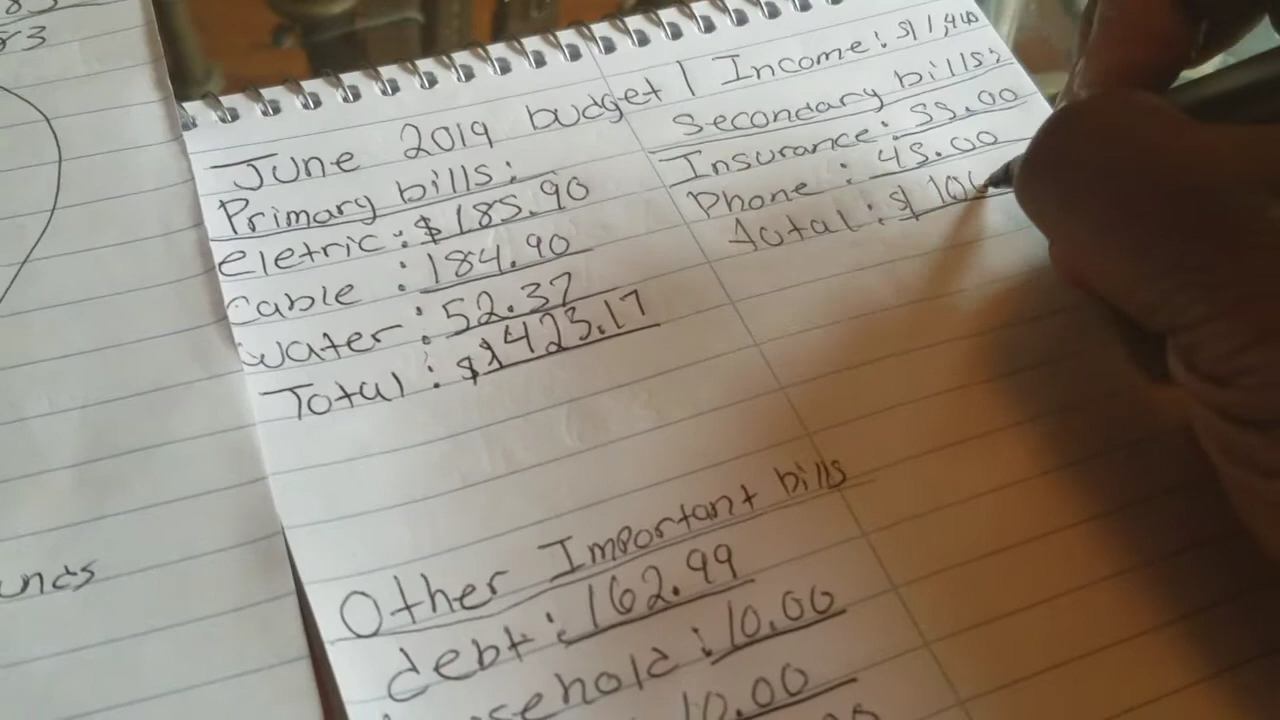 83
June 2019 budget | Income: $1,4
Primary bills:
eletric: $185.90
Cable : 184.90
Water: 52.37
Total: $423.17
Secondary bills:
Insurance: 55.00
Phone: 45.00
total: $ 10
Other Important bills
debt: 162.99
sehold: 10.00
10.00